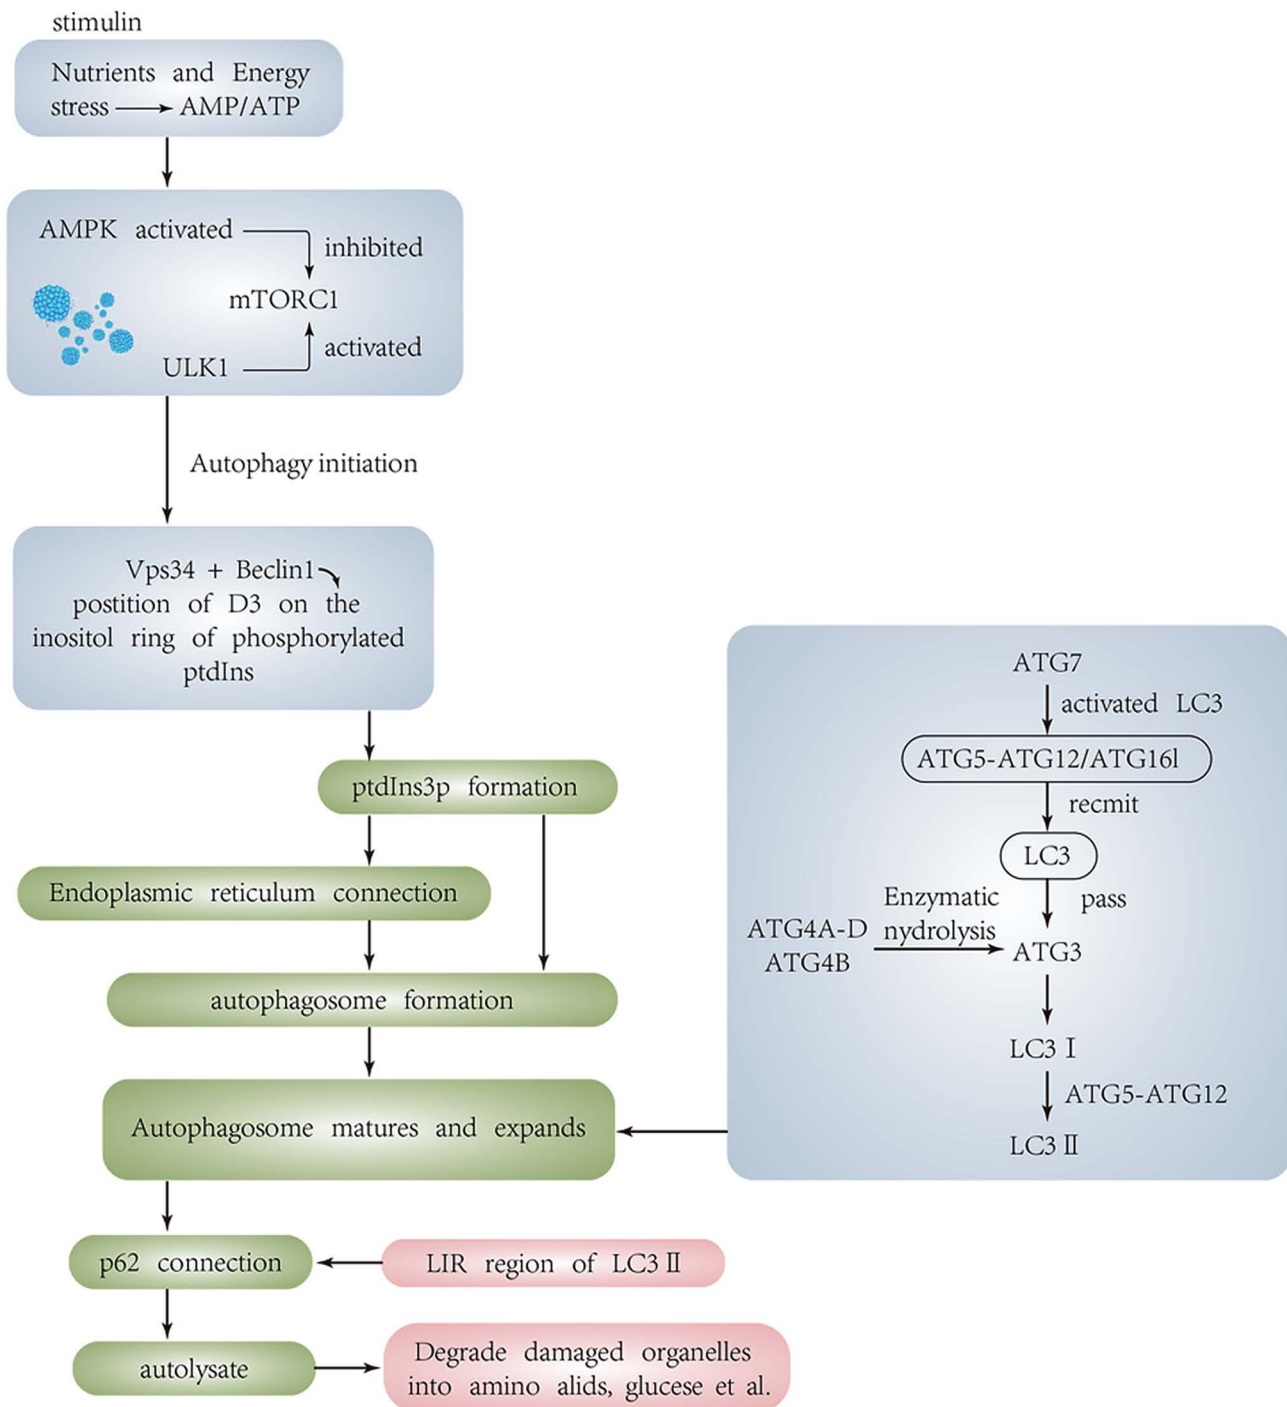 stimulin
Nutrients and Energy
stress AMP/ATP
AMPK activated
inhibited
mTORC1
activated
ULK1
Autophagy initiation
Vps34 + Beclin1
postition of D3 on the
inositol ring of phosphorylated
ptdIns
ptdIns3p formation
Endoplasmic reticulum connection
autophagosome formation
Autophagosome matures and expands
p62 connection
LIR region of LC3 Ⅱ
autolysate
Degrade damaged organelles
into amino alids, glucese et al.
ATG7
activated LC3
ATG5-ATG12/ATG16l
recmit
LC3
pass
Enzymatic
nydrolysis
ATG4A-D
ATG4B
ATG3
LC3 Ⅰ
ATG5-ATG12
LC3 Ⅱ